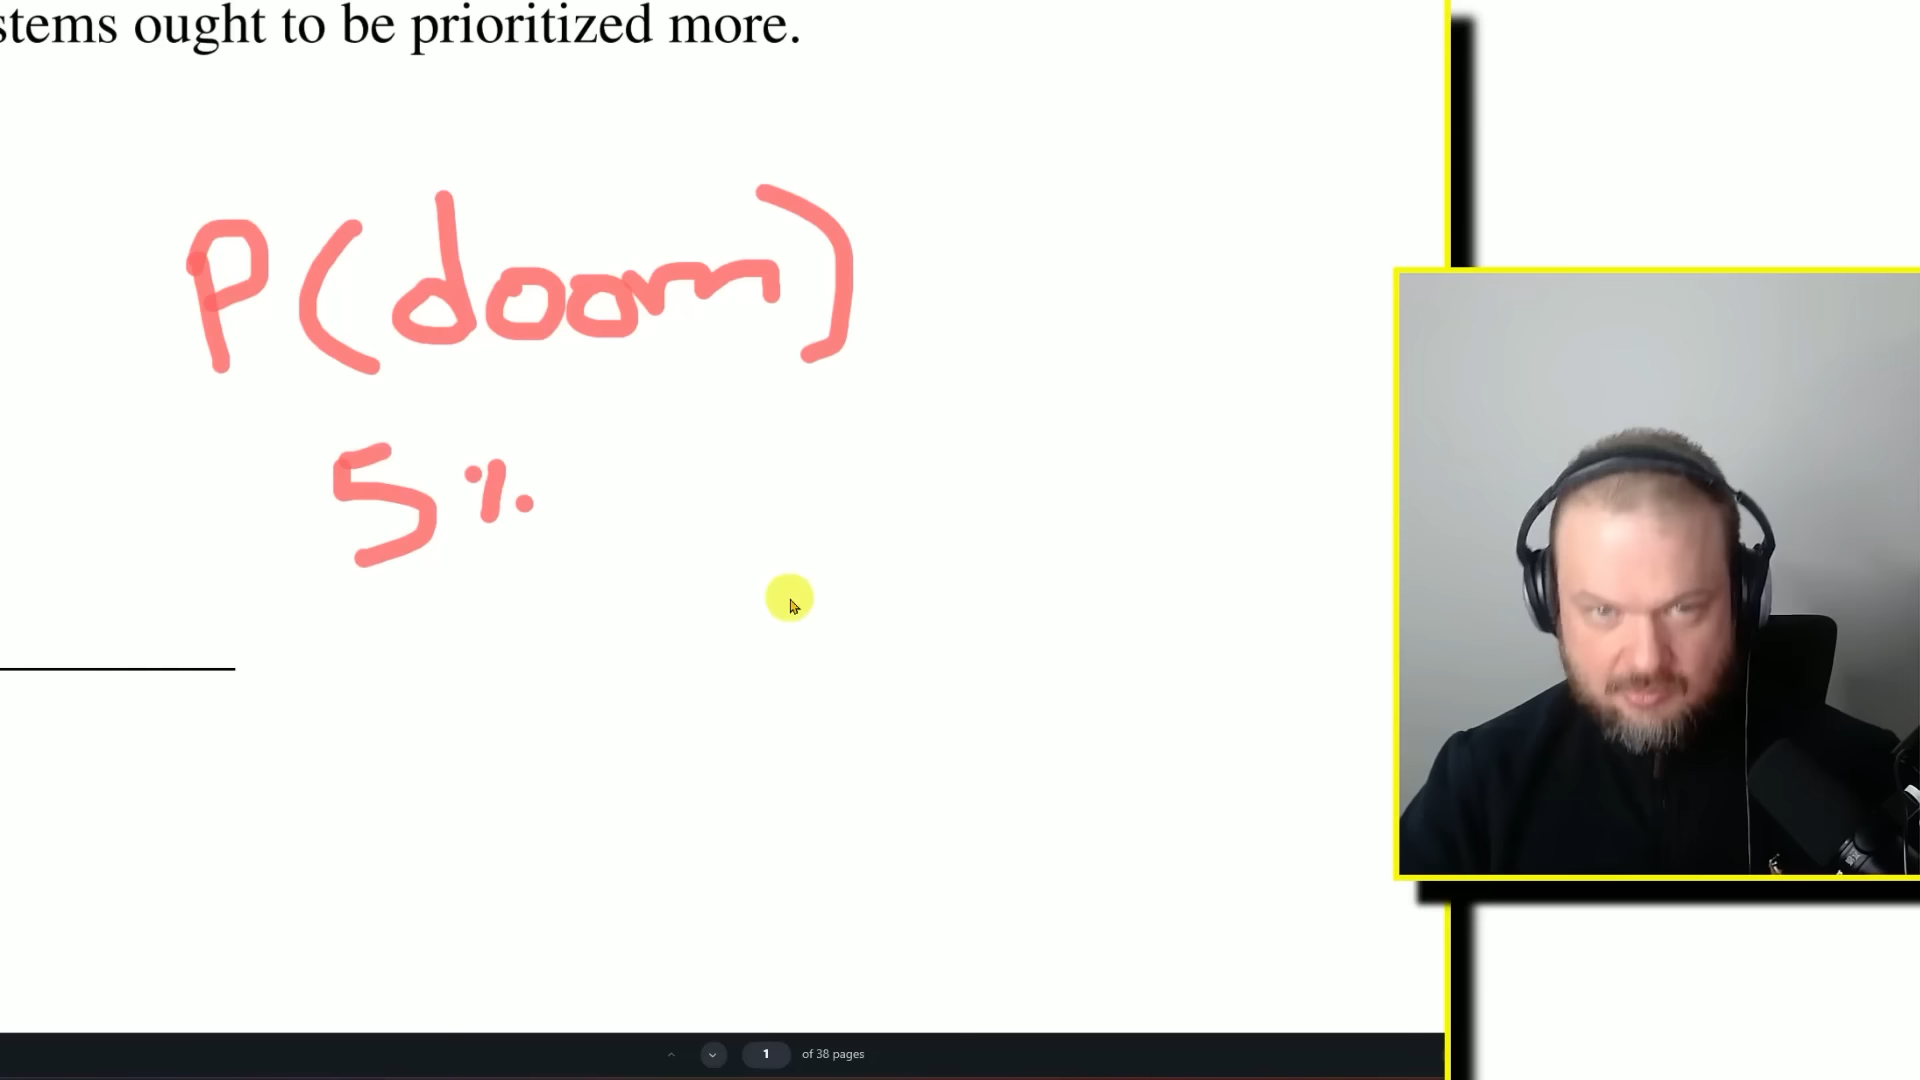 stems ought to be prioritized more.
P(doom)
5%
1 of 38 pages